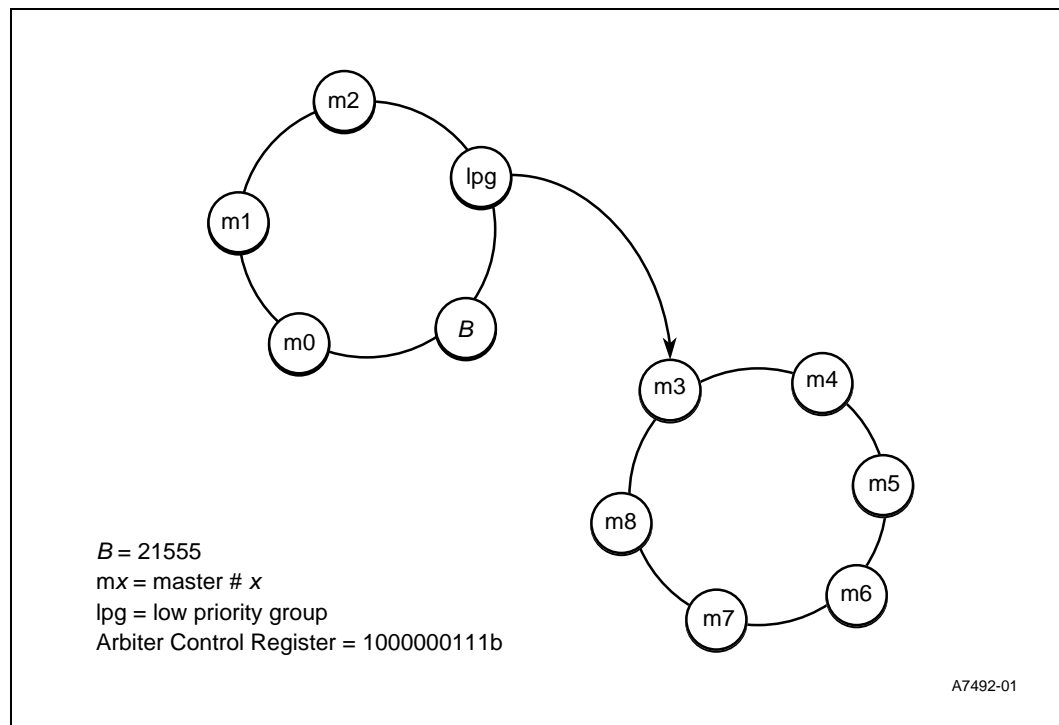 m2
lpg
m1
m0
B
m3
m4
m5
m8
m6
m7
B = 21555
mx = master # x
lpg = low priority group
Arbiter Control Register = 1000000111b
A7492-01